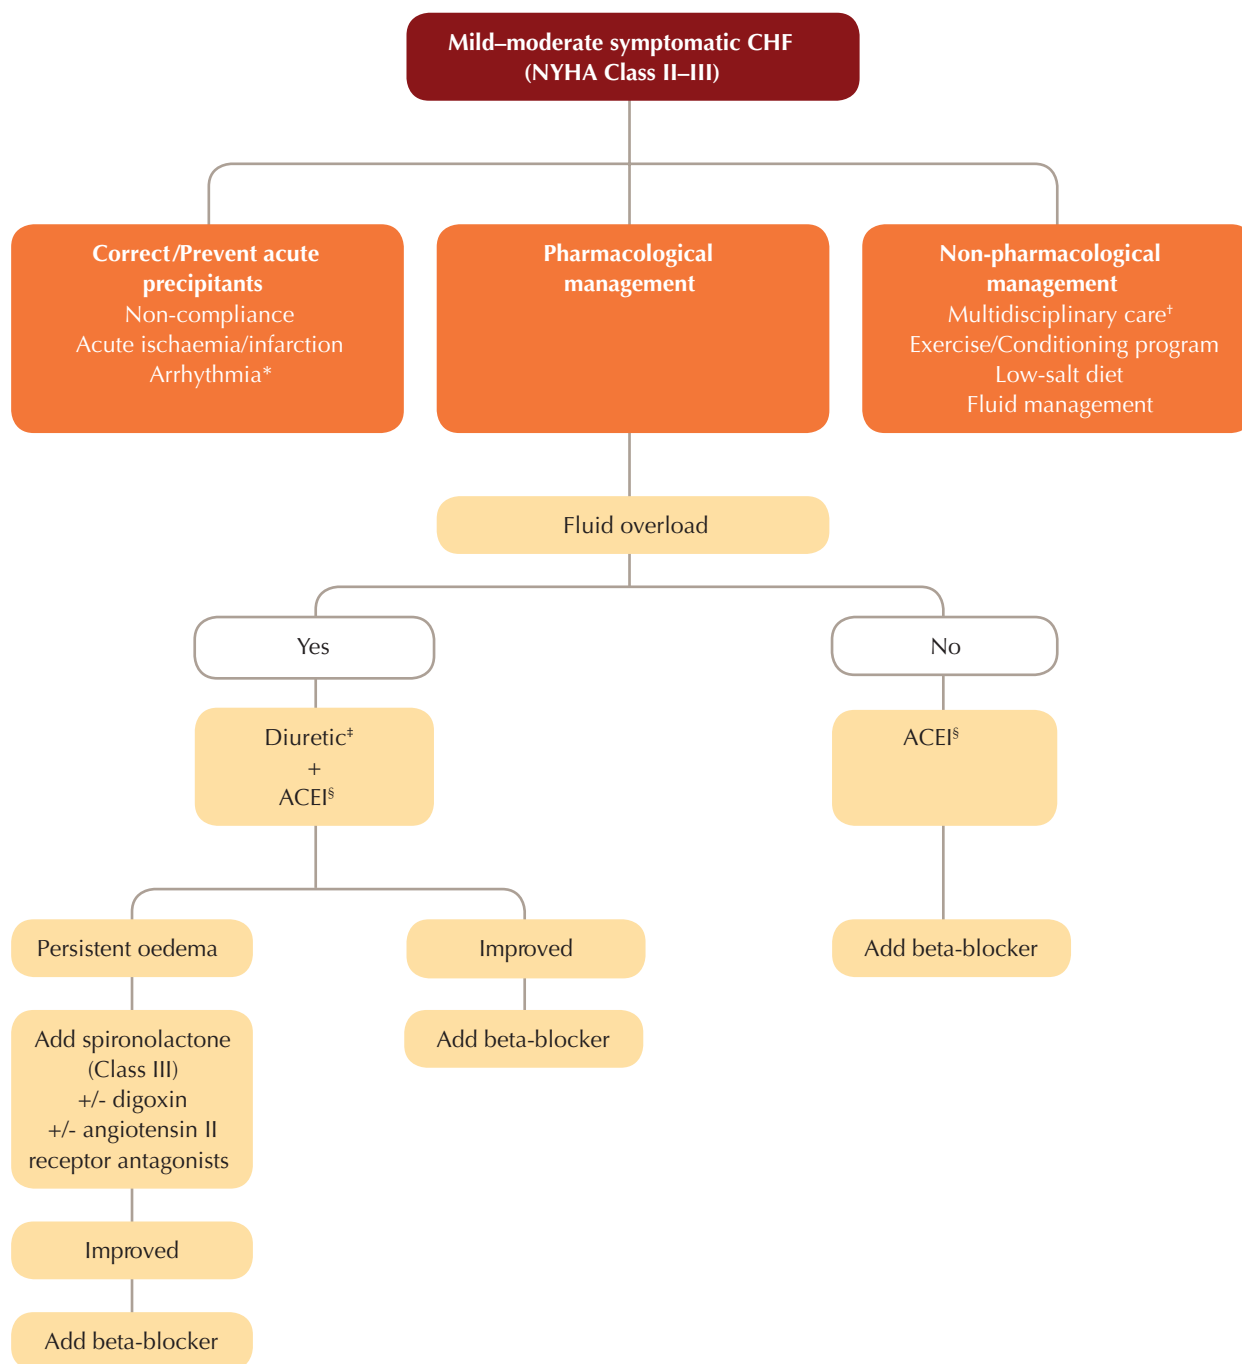 Mild–moderate symptomatic CHF
(NYHA Class II–III)
Correct/Prevent acute
precipitants
Non-compliance
Acute ischaemia/infarction
Arrhythmia*
Pharmacological
management
Non-pharmacological
management
Multidisciplinary care†
Exercise/Conditioning program
Low-salt diet
Fluid management
Fluid overload
Yes
No
Diuretic‡
+
ACEI§
ACEI§
Persistent oedema
Improved
Add beta-blocker
Add spironolactone
(Class III)
+/- digoxin
+/- angiotensin II
receptor antagonists
Add beta-blocker
Improved
Add beta-blocker